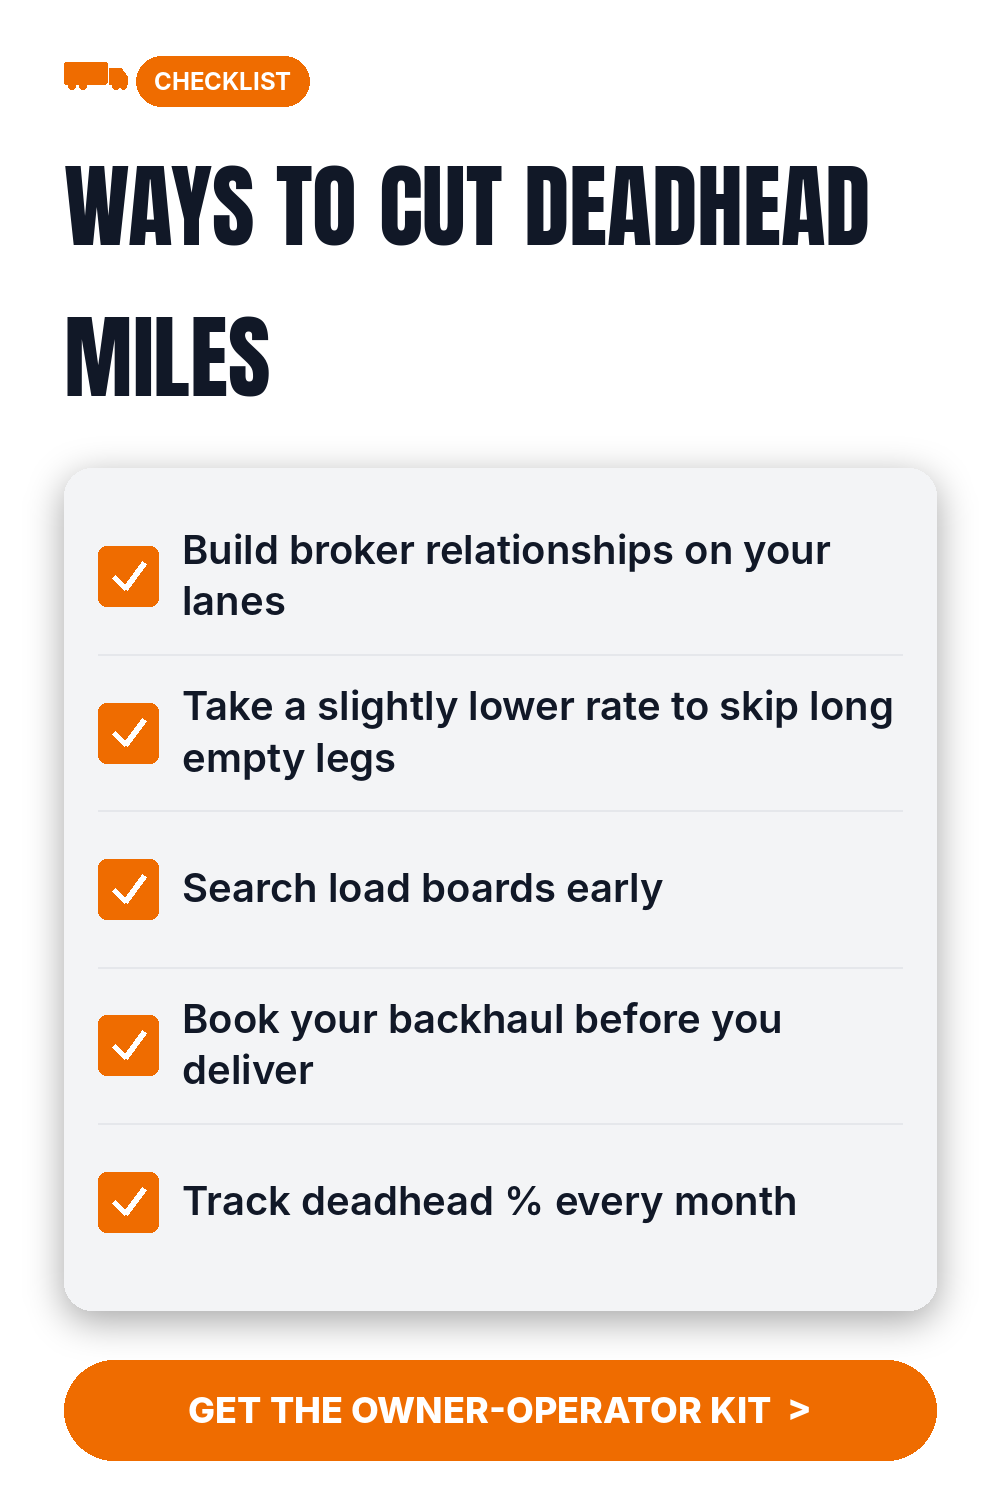 CHECKLIST
WAYS TO CUT DEADHEAD
MILES
Build broker relationships on your
lanes
Take a slightly lower rate to skip long
empty legs
Search load boards early
Book your backhaul before you
deliver
Track deadhead % every month
GET THE OWNER-OPERATOR KIT >